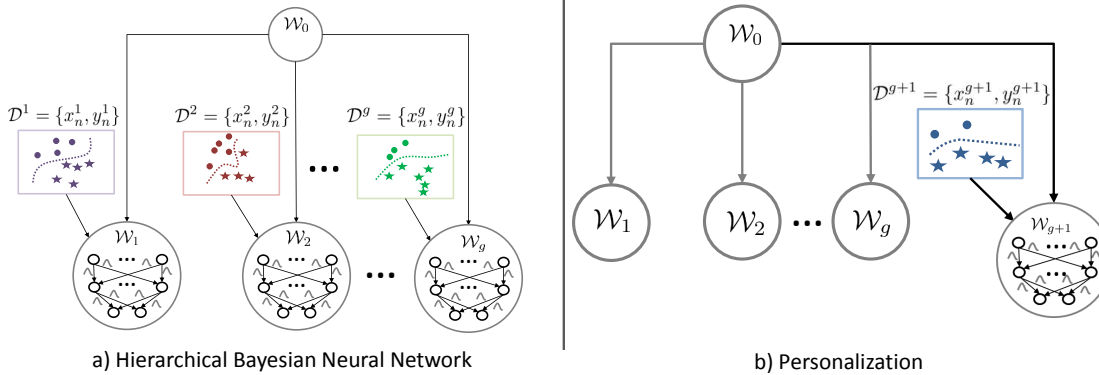 𝒲₀
𝒟¹ = {x¹ₙ, y¹ₙ}
𝒟² = {x²ₙ, y²ₙ}
𝒟ᵍ = {xᵍₙ, yᵍₙ}
...
𝒲₁
𝒲₂
𝒲g
... ... ...
...
... ... ...
a) Hierarchical Bayesian Neural Network
𝒲₀
𝒟ᵍ⁺¹ = {xᵍ⁺¹ₙ, yᵍ⁺¹ₙ}
𝒲₁
𝒲₂
...
𝒲g
𝒲g+1
...
...
b) Personalization